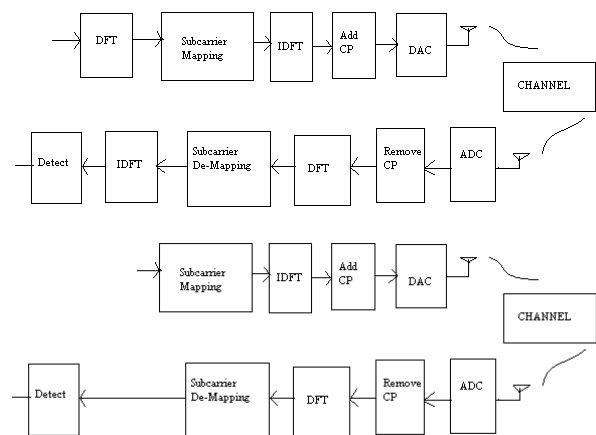 DFT
Subcarrier
Mapping
IDFT
Add
CP
DAC
CHANNEL
Detect
IDFT
Subcarrier
De-Mapping
DFT
Remove
CP
ADC
Subcarrier
Mapping
IDFT
Add
CP
DAC
CHANNEL
Detect
Subcarrier
De-Mapping
DFT
Remove
CP
ADC